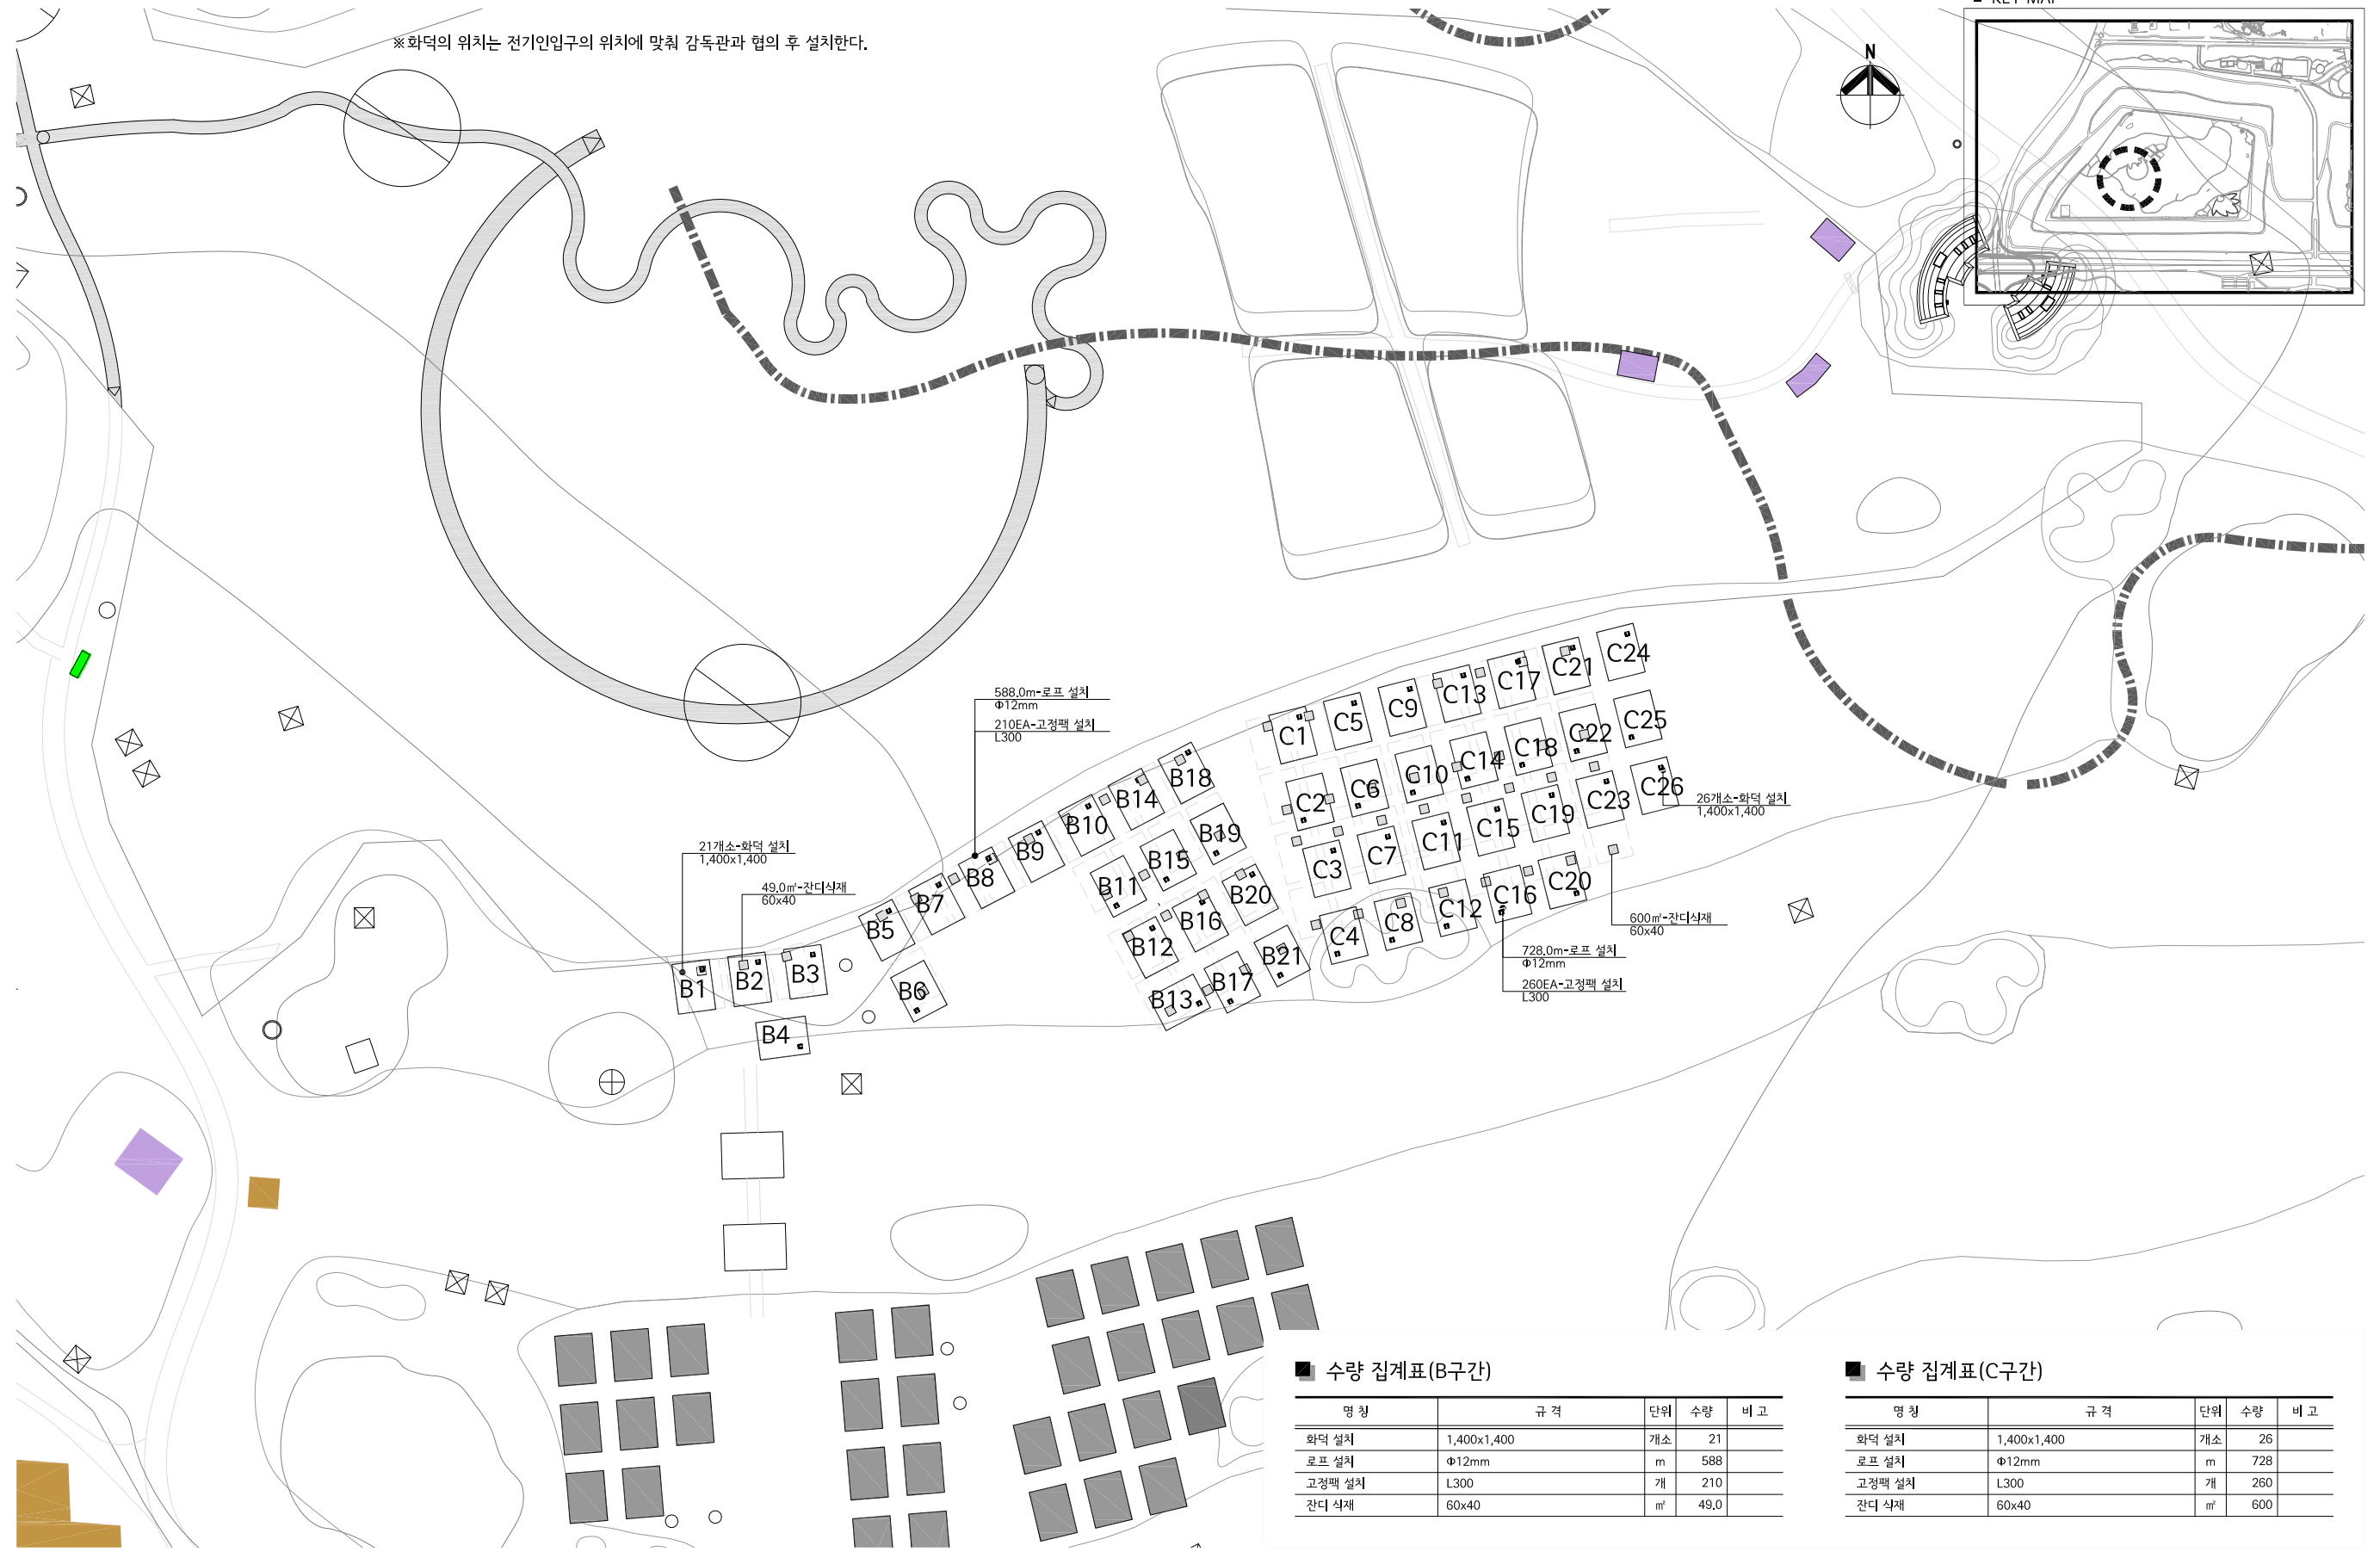 KEY MAP
※화덕의 위치는 전기인입구의 위치에 맞춰 감독관과 협의 후 설치한다.
N
588.0m-로프 설치
Φ12mm
210EA-고정팩 설치
L300
21개소-화덕 설치
1,400x1,400
49.0㎡-잔디식재
60x40
26개소-화덕 설치
1,400x1,400
600㎡-잔디식재
60x40
728.0m-로프 설치
Φ12mm
260EA-고정팩 설치
L300
B1
B2
B3
B4
B5
B6
B7
B8
B9
B10
B11
B12
B13
B14
B15
B16
B17
B18
B19
B20
B21
C1
C2
C3
C4
C5
C6
C7
C8
C9
C10
C11
C12
C13
C14
C15
C16
C17
C18
C19
C20
C21
C22
C23
C24
C25
C26
수량 집계표(B구간)
명 칭 규 격 단위 수량 비 고
화덕 설치 1,400x1,400 개소 21
로프 설치 Φ12mm m 588
고정팩 설치 L300 개 210
잔디 식재 60x40 ㎡ 49.0
수량 집계표(C구간)
명 칭 규 격 단위 수량 비 고
화덕 설치 1,400x1,400 개소 26
로프 설치 Φ12mm m 728
고정팩 설치 L300 개 260
잔디 식재 60x40 ㎡ 600